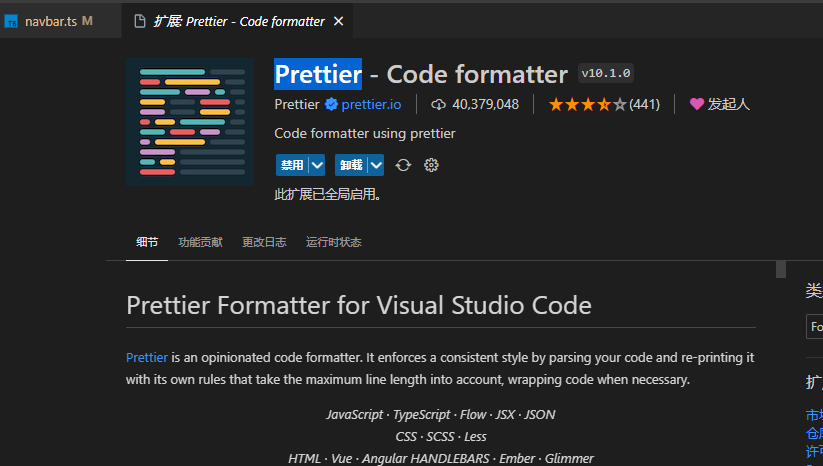 TS navbar.ts M
扩展: Prettier - Code formatter
Prettier - Code formatter v10.1.0
Prettier prettier.io 40,379,048 (441) 发起人
Code formatter using prettier
禁用 卸载
此扩展已全局启用。
细节 功能贡献 更改日志 运行时状态
Prettier Formatter for Visual Studio Code
类
Fo
Prettier is an opinionated code formatter. It enforces a consistent style by parsing your code and re-printing it
with its own rules that take the maximum line length into account, wrapping code when necessary.
JavaScript · TypeScript · Flow · JSX · JSON
CSS · SCSS · Less
HTML · Vue · Angular HANDLEBARS · Ember · Glimmer
扩
市
仓
许